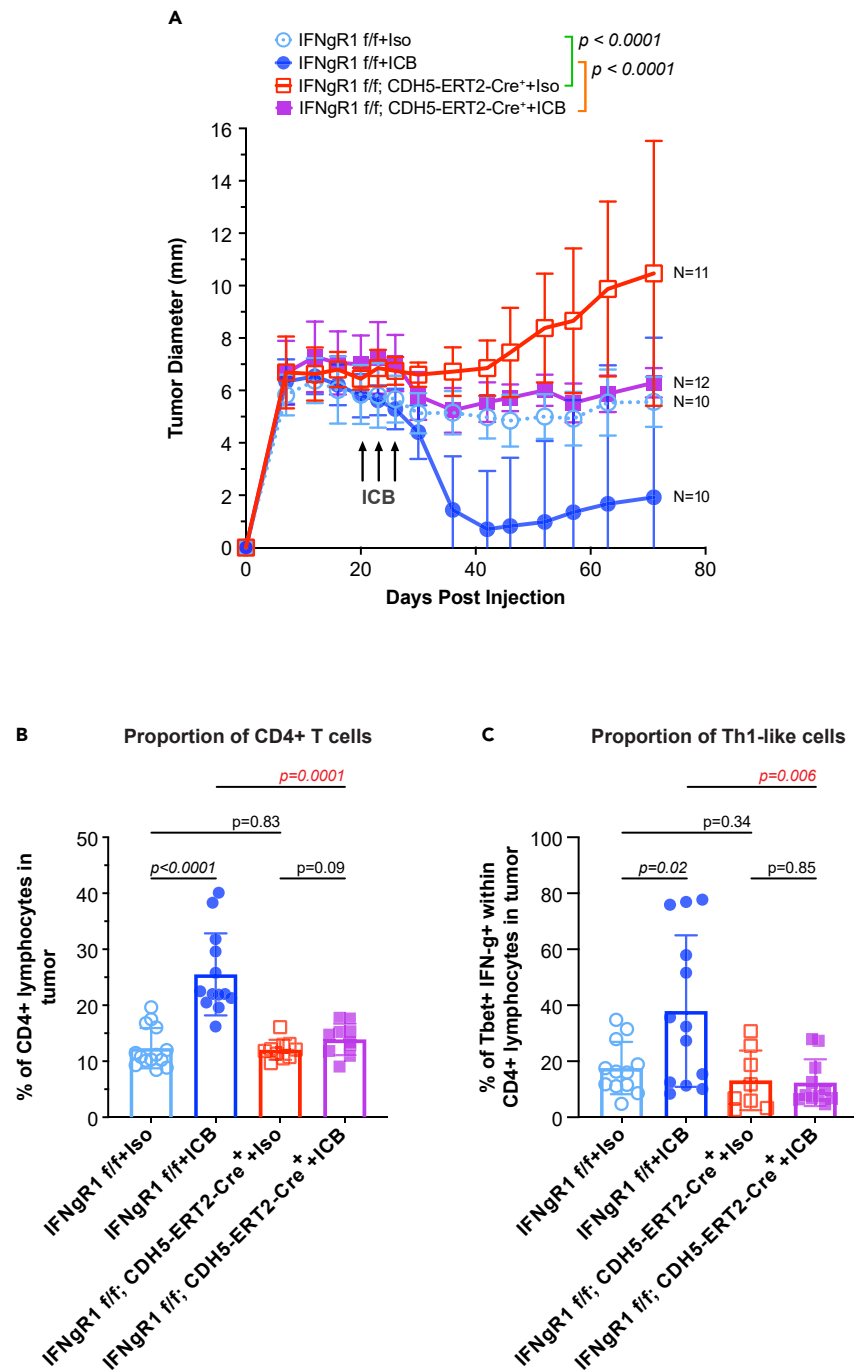 A
IFNgR1 f/f+Iso
IFNgR1 f/f+ICB
IFNgR1 f/f; CDH5-ERT2-Cre⁺+Iso
IFNgR1 f/f; CDH5-ERT2-Cre⁺+ICB
p < 0.0001
p < 0.0001
Tumor Diameter (mm)
16
14
12
10
8
6
4
2
0
N=11
N=12
N=10
N=10
ICB
0
20
40
60
80
Days Post Injection
B
Proportion of CD4+ T cells
p=0.0001
p=0.83
p<0.0001
p=0.09
% of CD4+ lymphocytes in
tumor
50
40
30
20
10
0
IFNgR1 f/f+Iso
IFNgR1 f/f+ICB
IFNgR1 f/f; CDH5-ERT2-Cre⁺+Iso
IFNgR1 f/f; CDH5-ERT2-Cre⁺+ICB
C
Proportion of Th1-like cells
p=0.006
p=0.34
p=0.02
p=0.85
% of Tbet+ IFN-g+ within
CD4+ lymphocytes in tumor
100
80
60
40
20
0
IFNgR1 f/f+Iso
IFNgR1 f/f+ICB
IFNgR1 f/f; CDH5-ERT2-Cre⁺+Iso
IFNgR1 f/f; CDH5-ERT2-Cre⁺+ICB